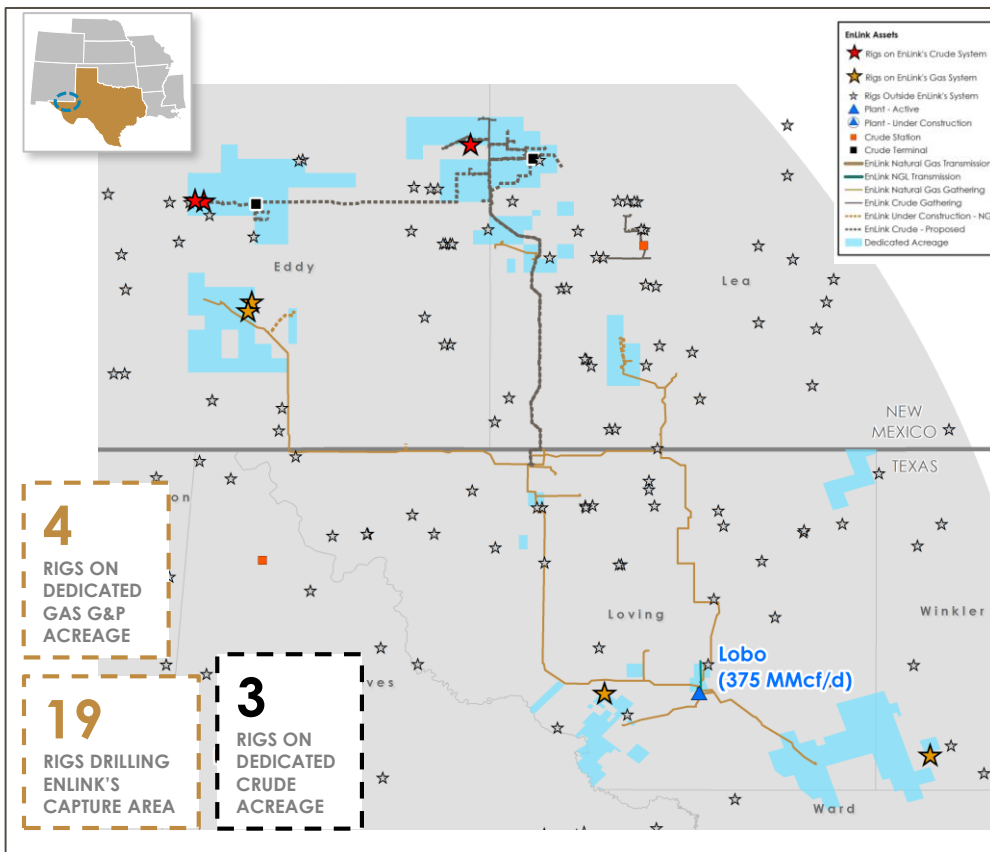 EnLink Assets
Rigs on EnLink's Crude System
Rigs on EnLink's Gas System
Rigs Outside EnLink's System
Plant - Active
Plant - Under Construction
Crude Station
Crude Terminal
EnLink Natural Gas Transmission
EnLink NGL Transmission
EnLink Natural Gas Gathering
EnLink Crude Gathering
EnLink Under Construction - NG
EnLink Crude - Proposed
Dedicated Acreage
Eddy
Lea
NEW
MEXICO
TEXAS
on
4
RIGS ON
DEDICATED
GAS G&P
ACREAGE
Loving
Winkler
Lobo
(375 MMcf/d)
ves
19
RIGS DRILLING
ENLINK'S
CAPTURE AREA
3
RIGS ON
DEDICATED
CRUDE
ACREAGE
Ward